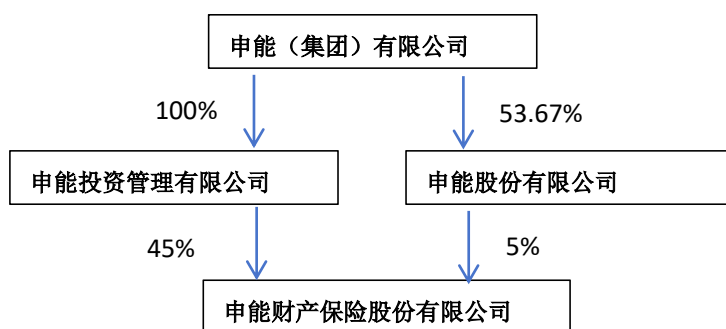 申能（集团）有限公司
100%
53.67%
申能投资管理有限公司
申能股份有限公司
45%
5%
申能财产保险股份有限公司